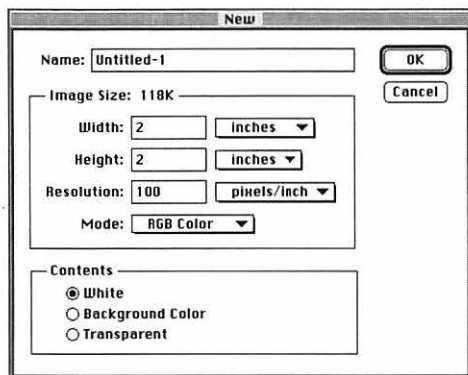 New
Name: Untitled-1
OK
Cancel
Image Size: 118K
Width: 2 inches
Height: 2 inches
Resolution: 100 pixels/inch
Mode: RGB Color
Contents
White
Background Color
Transparent